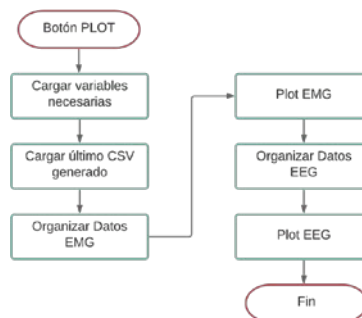 Botón PLOT
Cargar variables
necesarias
Cargar último CSV
generado
Organizar Datos
EMG
Plot EMG
Organizar Datos
EEG
Plot EEG
Fin